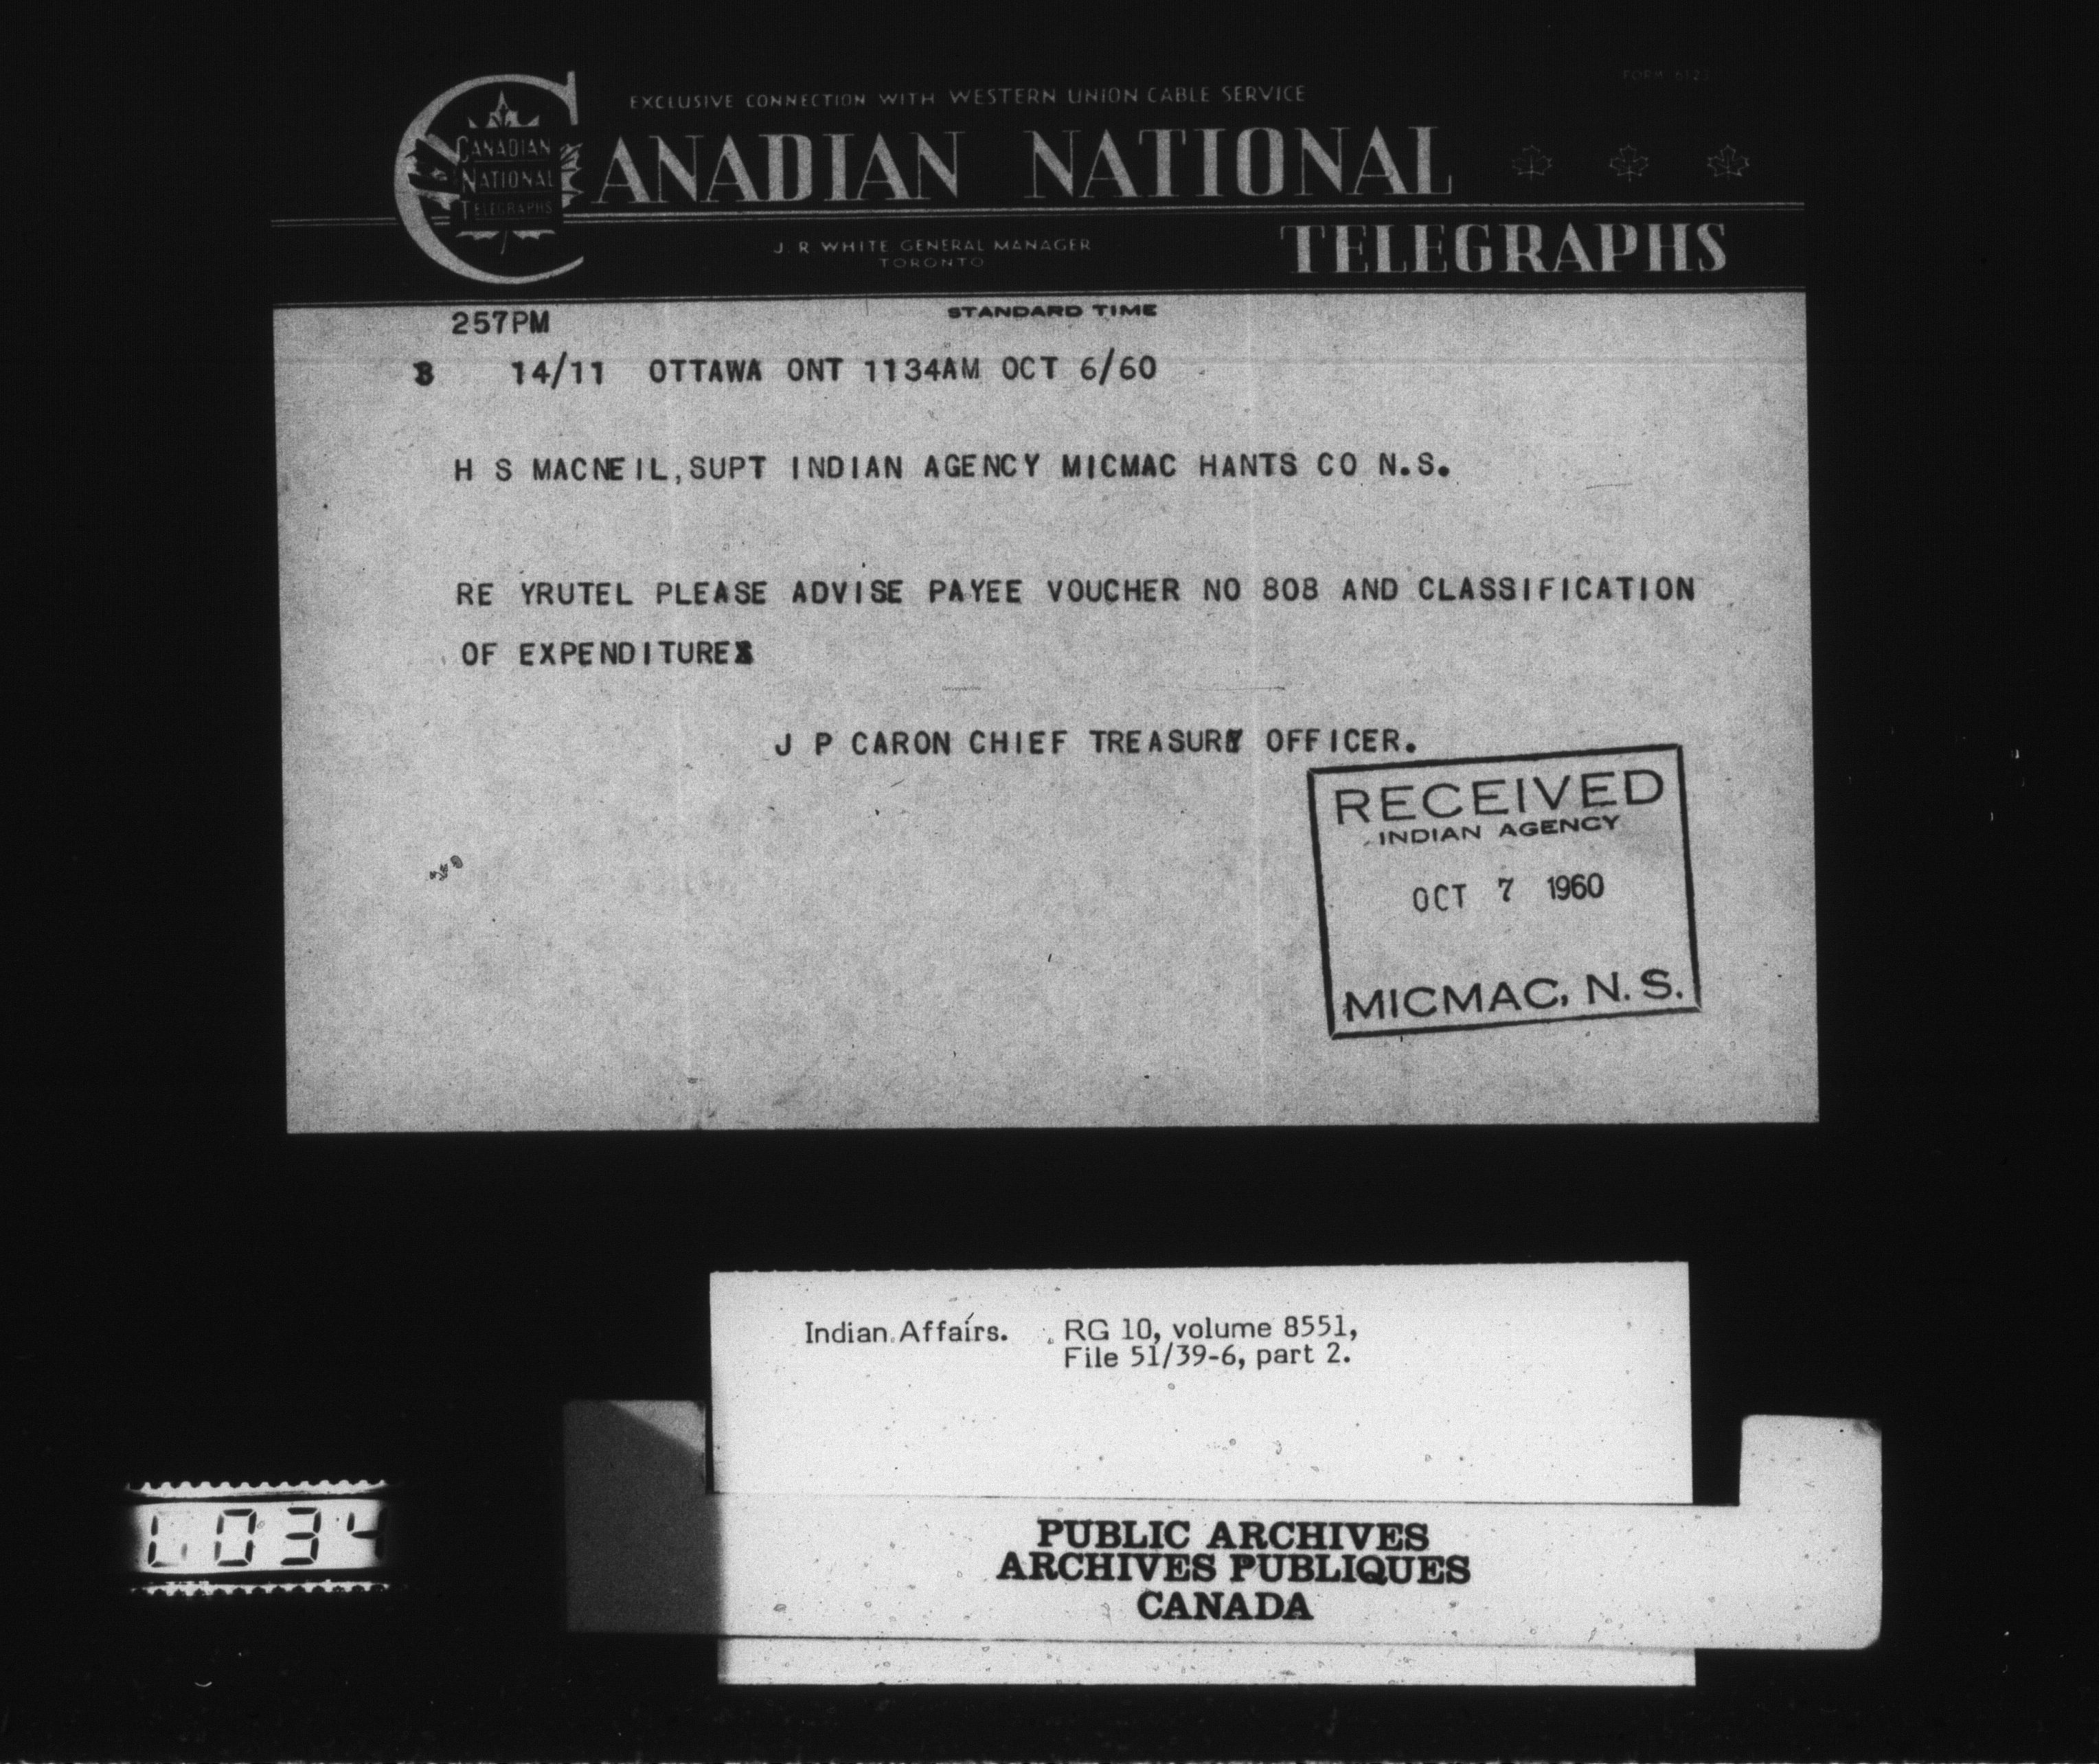 FORM 6123
EXCLUSIVE CONNECTION WITH WESTERN UNION CABLE SERVICE
CANADIAN NATIONAL
TELEGRAPHS
CANADIAN
NATIONAL
TELEGRAPHS
J. R. WHITE GENERAL MANAGER
TORONTO
STANDARD TIME
257PM
14/11 OTTAWA ONT 1134AM OCT 6/60
H S MACNEIL,SUPT INDIAN AGENCY MICMAC HANTS CO N.S.
RE YRUTEL PLEASE ADVISE PAYEE VOUCHER NO 808 AND CLASSIFICATION
OF EXPENDITURE
J P CARON CHIEF TREASURY OFFICER.
RECEIVED
INDIAN AGENCY
OCT 7 1960
MICMAC, N.S.
Indian Affairs. RG 10, volume 8551,
File 51/39-6, part 2.
PUBLIC ARCHIVES
ARCHIVES PUBLIQUES
CANADA